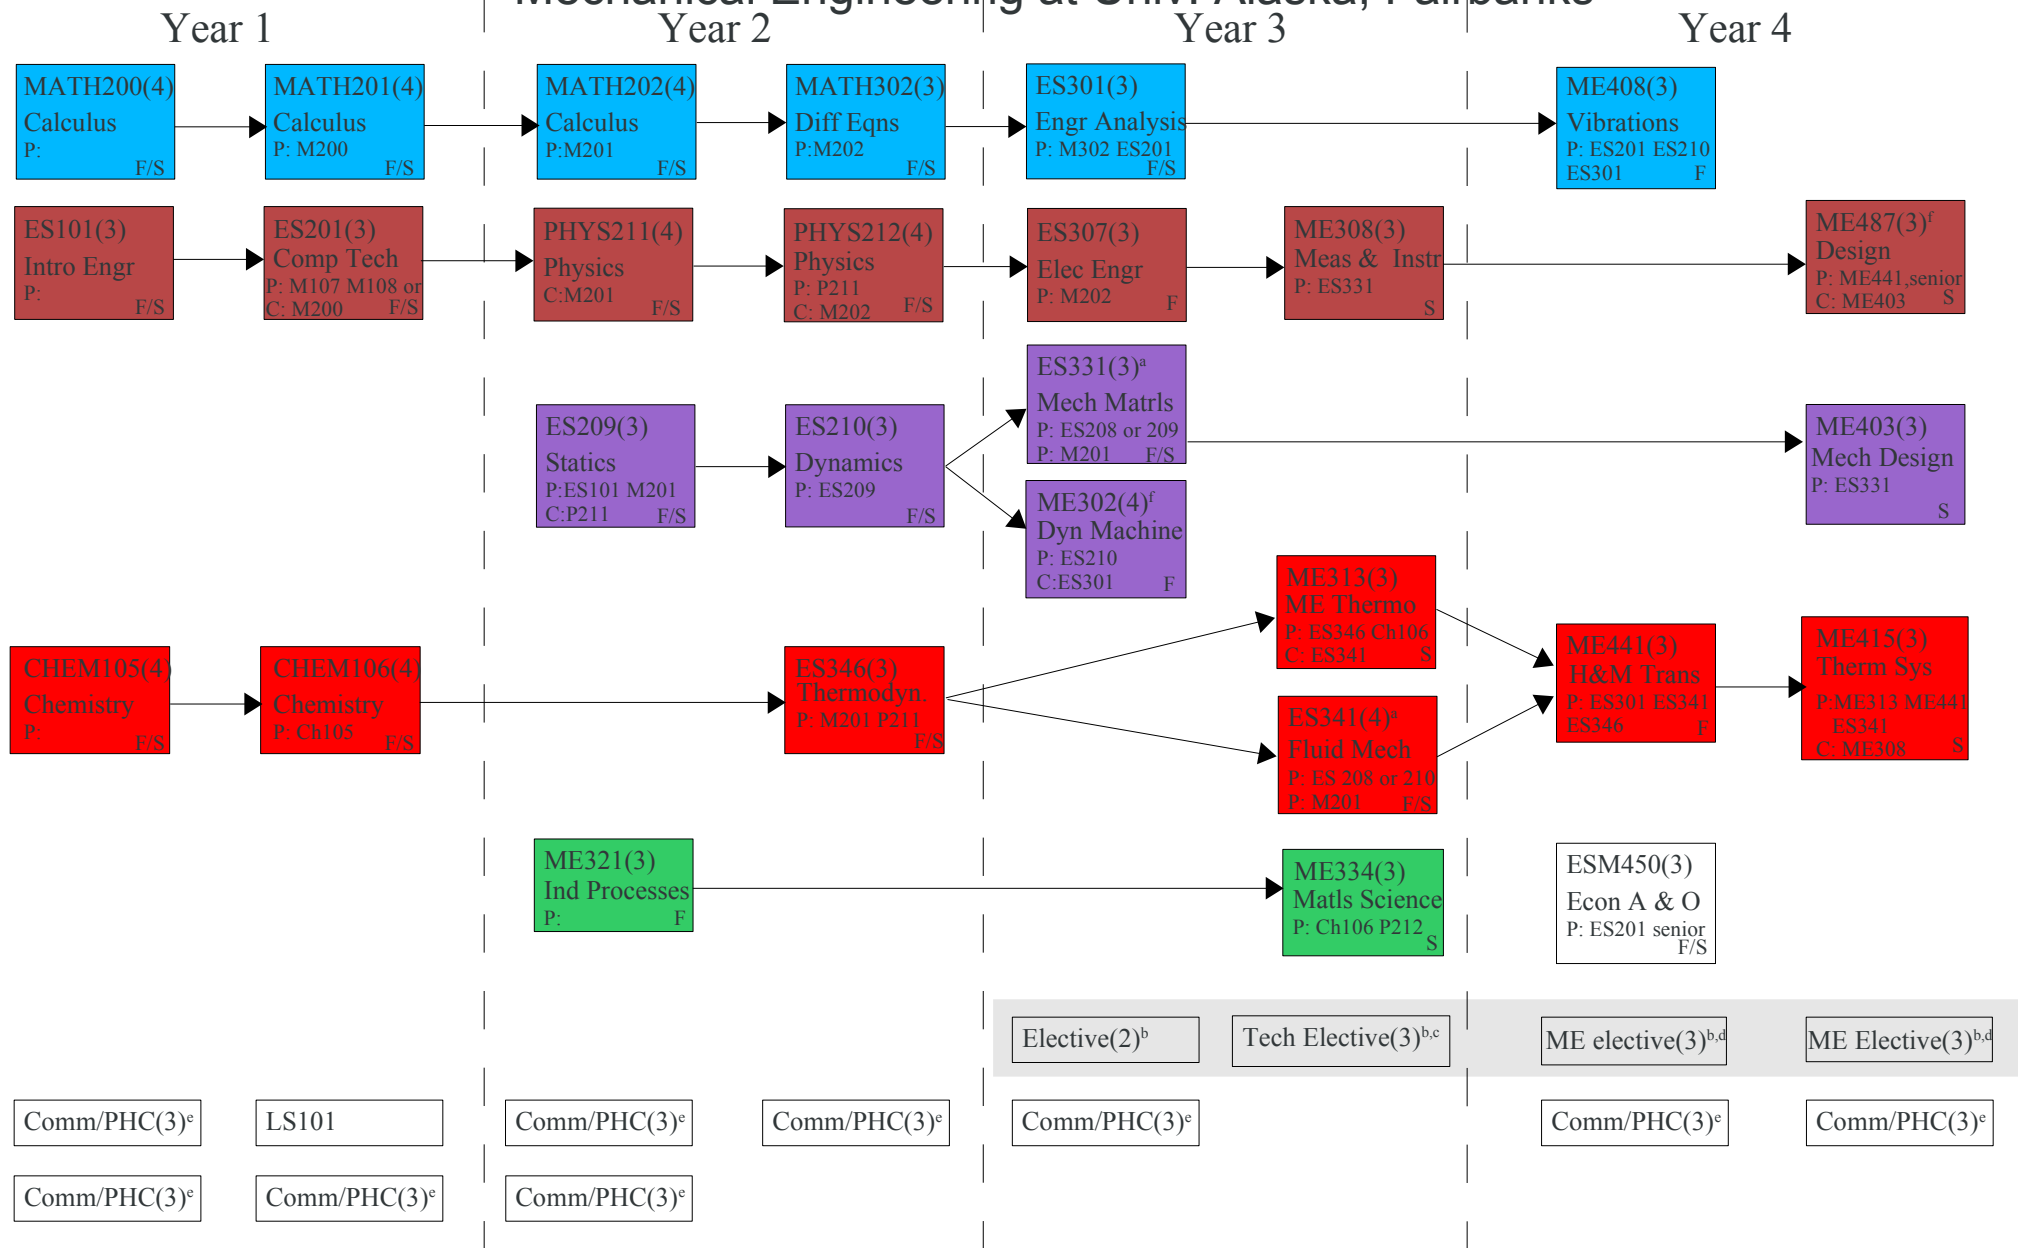 Mechanical Engineering at Univ. Alaska, Fairbanks
Year 1
Year 2
Year 3
Year 4
MATH200(4)
Calculus
P:
F/S
MATH201(4)
Calculus
P: M200
F/S
MATH202(4)
Calculus
P:M201
F/S
MATH302(3)
Diff Eqns
P:M202
F/S
ES301(3)
Engr Analysis
P: M302 ES201
F/S
ME408(3)
Vibrations
P: ES201 ES210
ES301 F
ES101(3)
Intro Engr
P:
F/S
ES201(3)
Comp Tech
P: M107 M108 or
C: M200 F/S
PHYS211(4)
Physics
C:M201
F/S
PHYS212(4)
Physics
P: P211
C: M202 F/S
ES307(3)
Elec Engr
P: M202
F
ME308(3)
Meas & Instr
P: ES331
S
ME487(3)f
Design
P: ME441,senior
C: ME403 S
ES209(3)
Statics
P:ES101 M201
C:P211 F/S
ES210(3)
Dynamics
P: ES209
F/S
ES331(3)a
Mech Matrls
P: ES208 or 209
P: M201 F/S
ME302(4)f
Dyn Machine
P: ES210
C:ES301 F
ME403(3)
Mech Design
P: ES331
S
CHEM105(4)
Chemistry
P:
F/S
CHEM106(4)
Chemistry
P: Ch105
F/S
ES346(3)
Thermodyn.
P: M201 P211
F/S
ME313(3)
ME Thermo
P: ES346 Ch106
C: ES341 S
ES341(4)a
Fluid Mech
P: ES 208 or 210
P: M201 F/S
ME441(3)
H&M Trans
P: ES301 ES341
ES346 F
ME415(3)
Therm Sys
P:ME313 ME441
ES341
C: ME308 S
ME321(3)
Ind Processes
P: F
ME334(3)
Matls Science
P: Ch106 P212
S
ESM450(3)
Econ A & O
P: ES201 senior
F/S
Elective(2)b
Tech Elective(3)b,c
ME elective(3)b,d
ME Elective(3)b,d
Comm/PHC(3)e
LS101
Comm/PHC(3)e
Comm/PHC(3)e
Comm/PHC(3)e
Comm/PHC(3)e
Comm/PHC(3)e
Comm/PHC(3)e
Comm/PHC(3)e
Comm/PHC(3)e